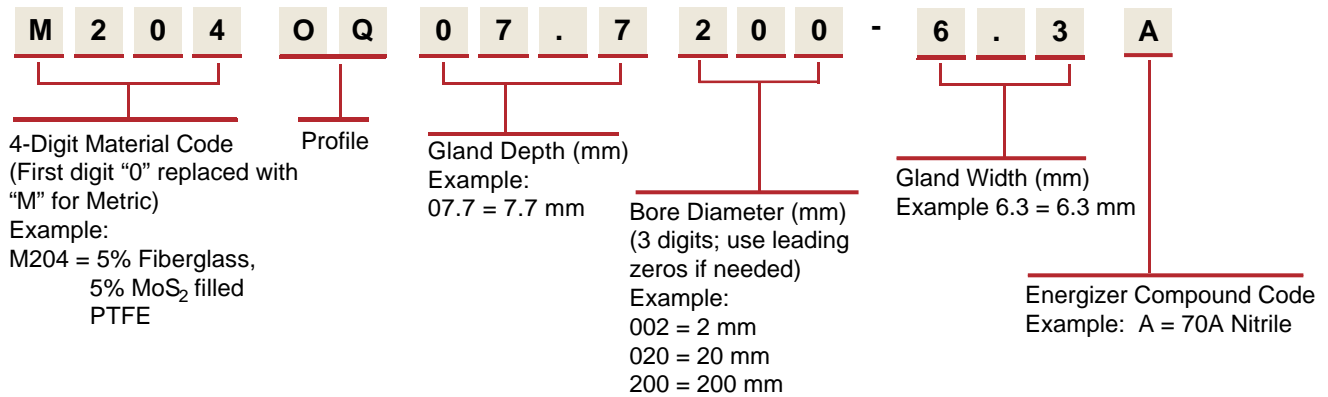 M 2 0 4 O Q 0 7 . 7 2 0 0 - 6 . 3 A
4-Digit Material Code
(First digit “0” replaced with
“M” for Metric)
Example:
M204 = 5% Fiberglass,
5% MoS2 filled
PTFE
Profile
Gland Depth (mm)
Example:
07.7 = 7.7 mm
Bore Diameter (mm)
(3 digits; use leading
zeros if needed)
Example:
002 = 2 mm
020 = 20 mm
200 = 200 mm
Gland Width (mm)
Example 6.3 = 6.3 mm
Energizer Compound Code
Example: A = 70A Nitrile